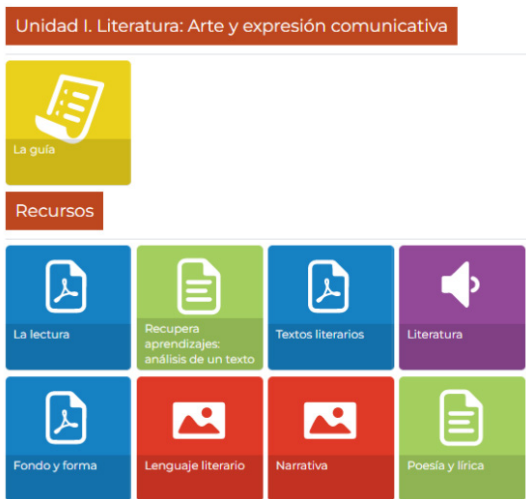 Unidad I. Literatura: Arte y expresión comunicativa
La guía
Recursos
La lectura
Recupera
aprendizajes:
análisis de un texto
Textos literarios
Literatura
Fondo y forma
Lenguaje literario
Narrativa
Poesía y lírica